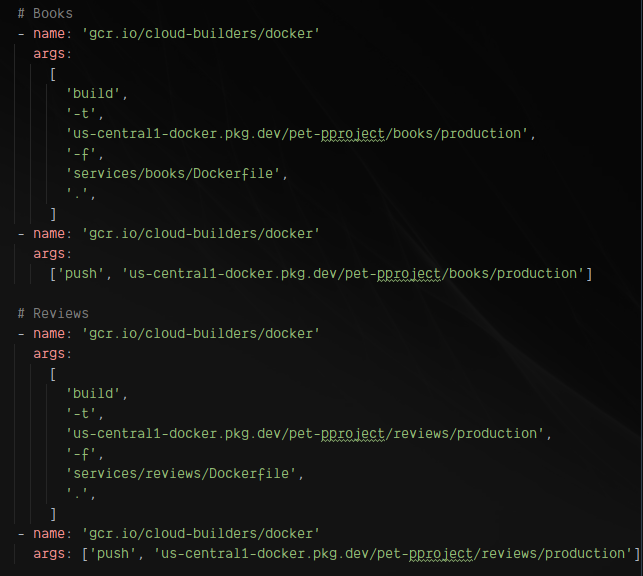 # Books
- name: 'gcr.io/cloud-builders/docker'
  args:
    [
      'build',
      '-t',
      'us-central1-docker.pkg.dev/pet-pproject/books/production',
      '-f',
      'services/books/Dockerfile',
      '.',
    ]
- name: 'gcr.io/cloud-builders/docker'
  args:
    ['push', 'us-central1-docker.pkg.dev/pet-pproject/books/production']

# Reviews
- name: 'gcr.io/cloud-builders/docker'
  args:
    [
      'build',
      '-t',
      'us-central1-docker.pkg.dev/pet-pproject/reviews/production',
      '-f',
      'services/reviews/Dockerfile',
      '.',
    ]
- name: 'gcr.io/cloud-builders/docker'
  args: ['push', 'us-central1-docker.pkg.dev/pet-pproject/reviews/production']